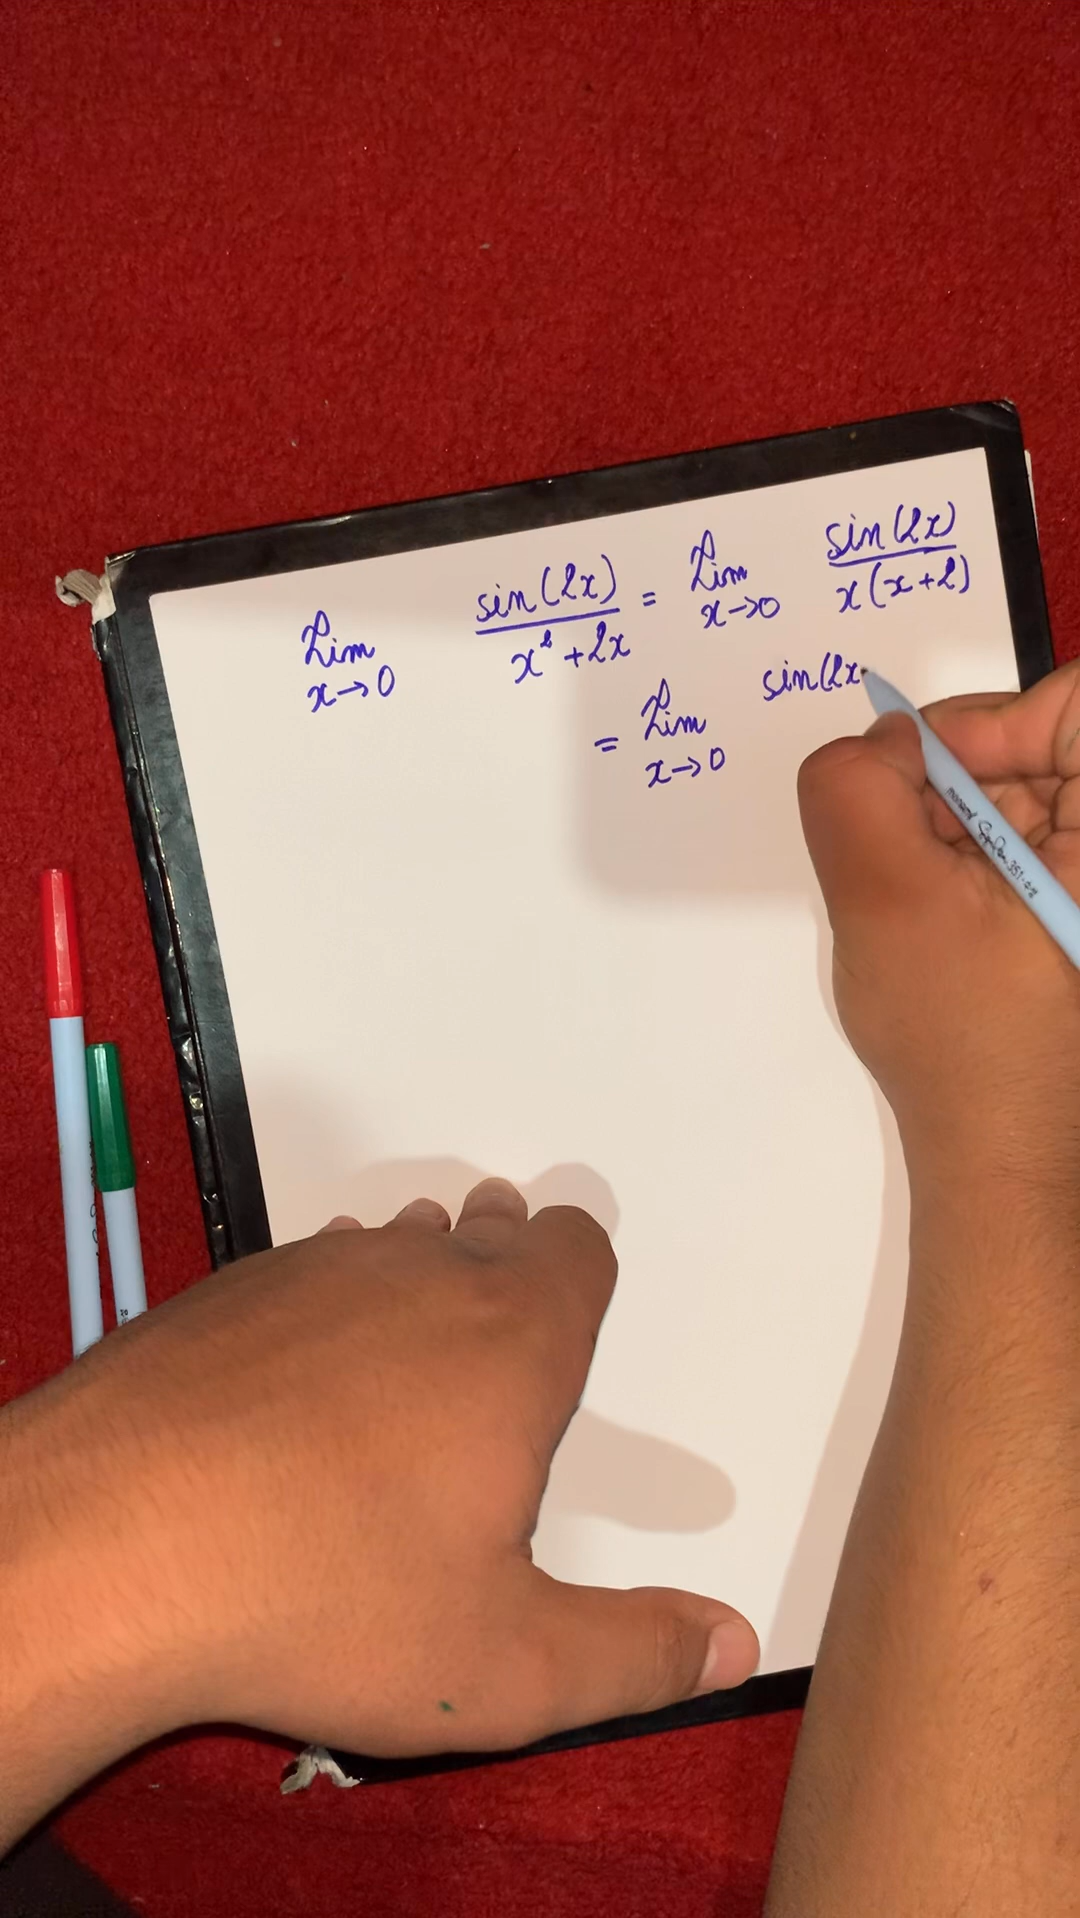 Lim x→0 sin(2x)/x²+2x = Lim x→0 sin(2x)/x(x+2)
= Lim x→0 sin(2x